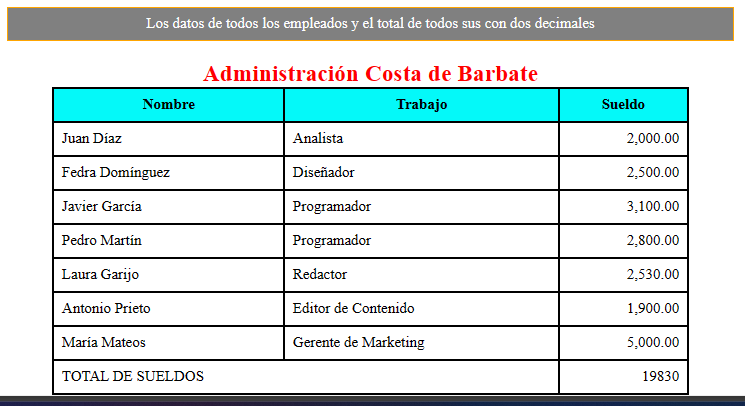 Los datos de todos los empleados y el total de todos sus con dos decimales
Administración Costa de Barbate
Nombre Trabajo Sueldo
Juan Díaz Analista 2,000.00
Fedra Domínguez Diseñador 2,500.00
Javier García Programador 3,100.00
Pedro Martín Programador 2,800.00
Laura Garijo Redactor 2,530.00
Antonio Prieto Editor de Contenido 1,900.00
María Mateos Gerente de Marketing 5,000.00
TOTAL DE SUELDOS 19830